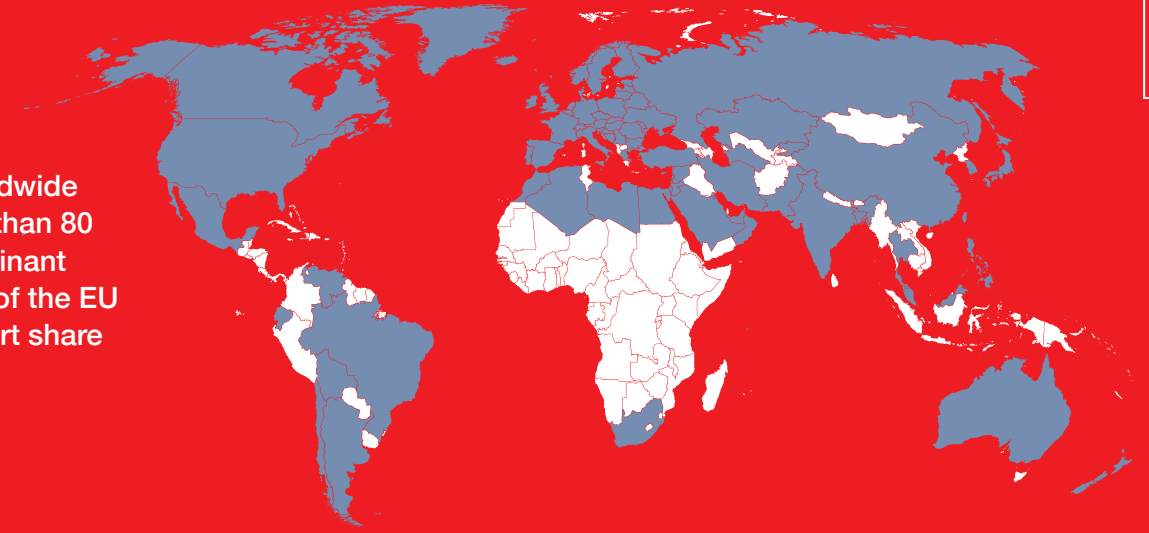 dwide
than 80
inant
of the EU
rt share